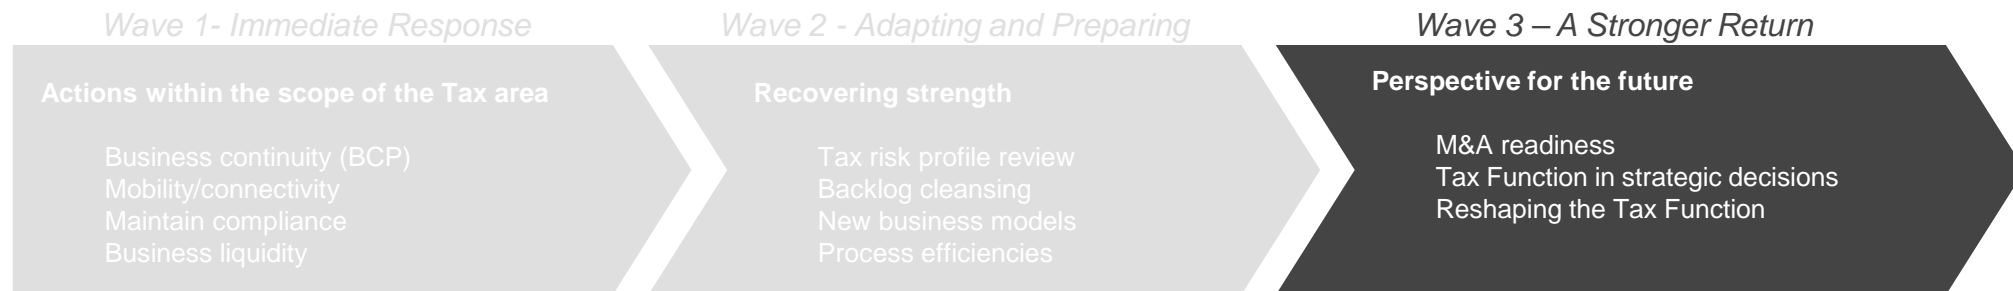 Wave 1- Immediate Response
Actions within the scope of the Tax area
Business continuity (BCP)
Mobility/connectivity
Maintain compliance
Business liquidity
Wave 2 - Adapting and Preparing
Recovering strength
Tax risk profile review
Backlog cleansing
New business models
Process efficiencies
Wave 3 – A Stronger Return
Perspective for the future
M&A readiness
Tax Function in strategic decisions
Reshaping the Tax Function